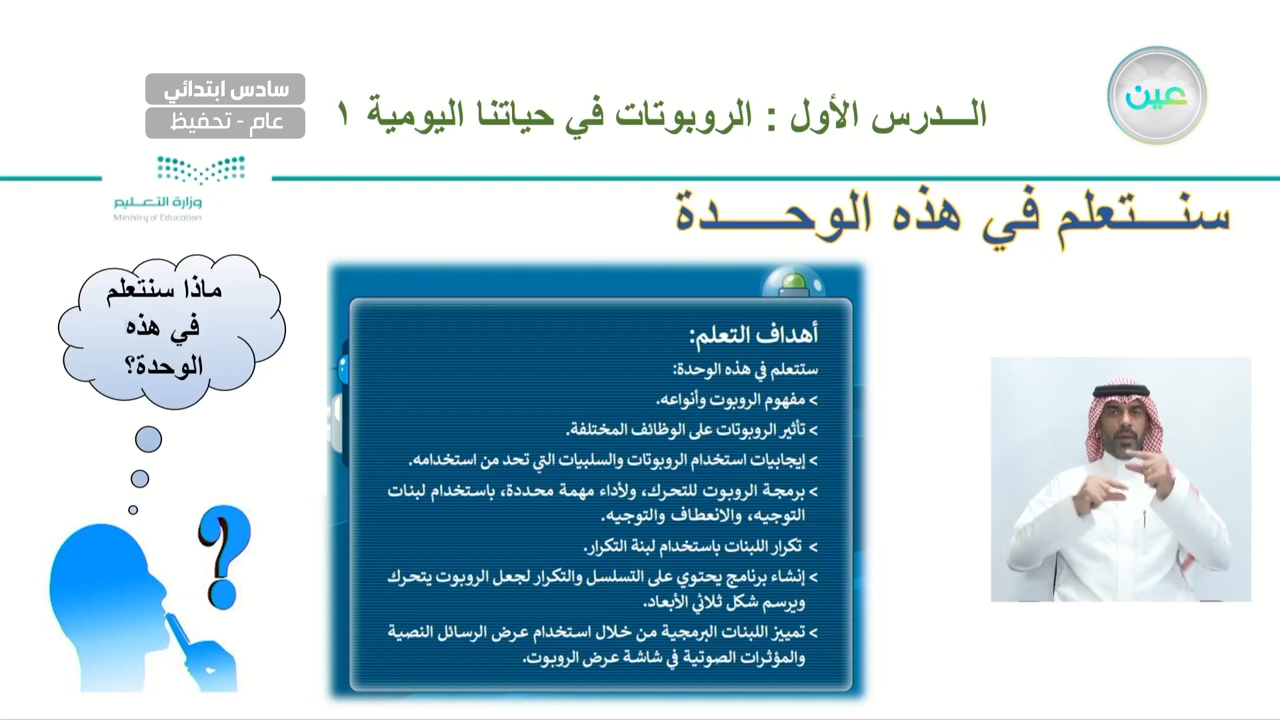 عين
الـــدرس الأول : الروبوتات في حياتنا اليومية ١
سادس ابتدائي
عام - تحفيظ
وزارة التعـليم
Ministry of Education
سنـــتعلم في هذه الوحـــــدة
ماذا سنتعلم
في هذه
الوحدة؟
أهداف التعلم:
ستتعلم في هذه الوحدة:
> مفهوم الروبوت وأنواعه.
> تأثير الروبوتات على الوظائف المختلفة.
> إيجابيات استخدام الروبوتات والسلبيات التي تحد من استخدامه.
> برمجة الروبوت للتحرك، ولأداء مهمة محددة، باستخدام لبنات
التوجيه، والانعطاف والتوجيه.
> تكرار اللبنات باستخدام لبنة التكرار.
> إنشاء برنامج يحتوي على التسلسل والتكرار لجعل الروبوت يتحرك
ويرسم شكل ثلاثي الأبعاد.
> تمييز اللبنات البرمجية من خلال استخدام عرض الرسائل النصية
والمؤثرات الصوتية في شاشة عرض الروبوت.
?